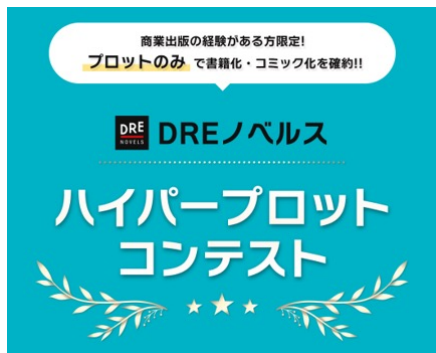 商業出版の経験がある方限定!
プロットのみ で書籍化・コミック化を確約!!
DRE
NOVELS
DREノベルス
ハイパープロット
コンテスト